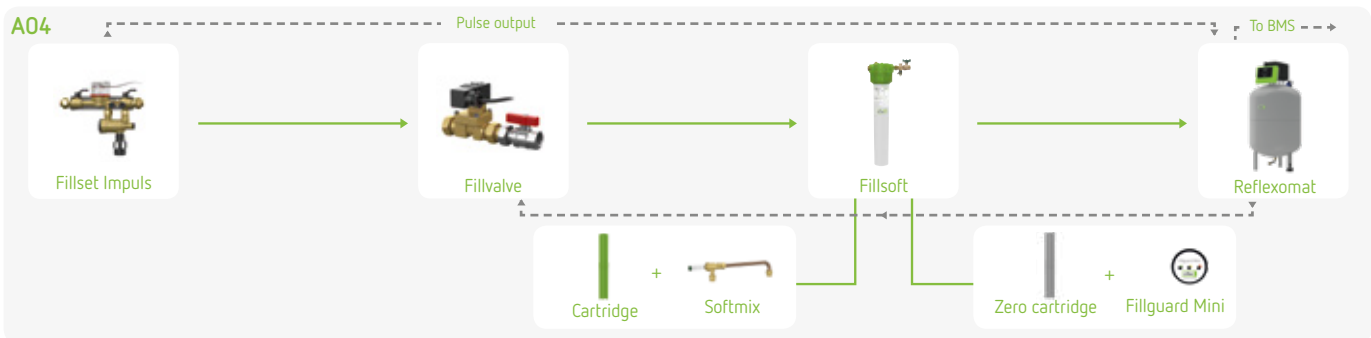 A04
Pulse output
To BMS
Fillset Impuls
Fillvalve
Fillsoft
Reflexomat
Cartridge
+
Softmix
Zero cartridge
+
Fillguard Mini